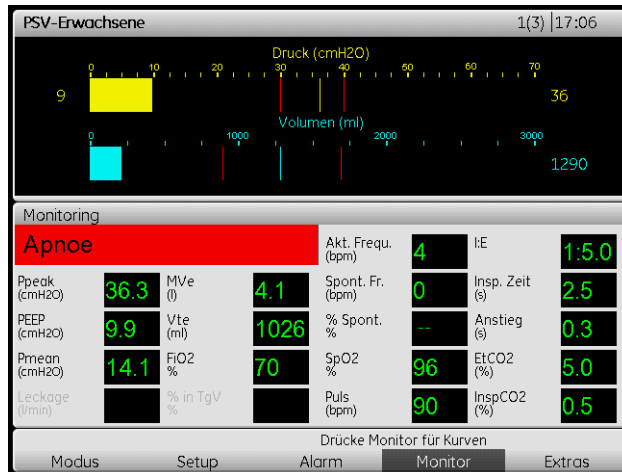 PSV-Erwachsene 1(3) 17:06
Druck (cmH2O)
0 10 20 30 40 50 60 70
9 36
Volumen (ml)
0 1000 2000 3000
1290
Monitoring
Apnoe
Akt. Frequ. (bpm) 4
I:E 1:5.0
Ppeak (cmH2O) 36.3
MVe (l) 4.1
Spont. Fr. (bpm) 0
Insp. Zeit (s) 2.5
PEEP (cmH2O) 9.9
Vte (ml) 1026
% Spont. % --
Anstieg (s) 0.3
Pmean (cmH2O) 14.1
FiO2 % 70
SpO2 % 96
EtCO2 (%) 5.0
Leckage (l/min)
% in TgV %
Puls (bpm) 90
InspCO2 (%) 0.5
Drücke Monitor für Kurven
Modus Setup Alarm Monitor Extras